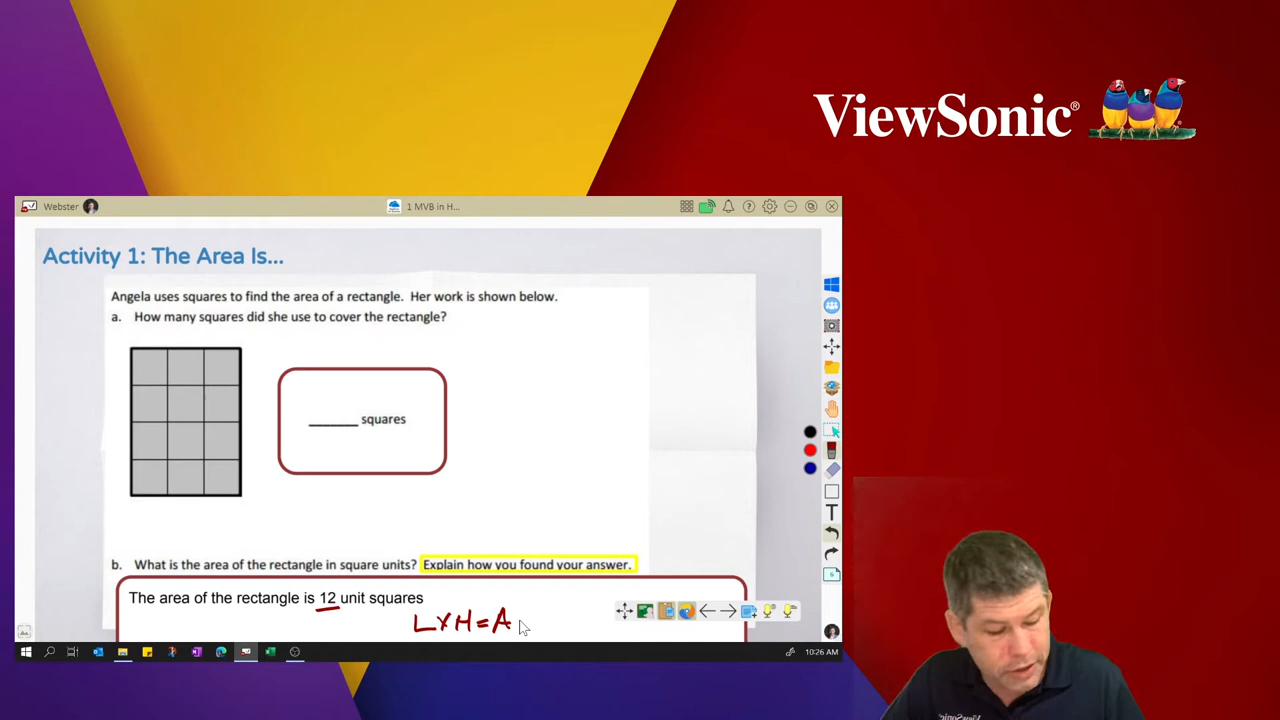 ViewSonic®
Webster
1 MVB in H...
Activity 1: The Area Is...
Angela uses squares to find the area of a rectangle. Her work is shown below.
a. How many squares did she use to cover the rectangle?
______ squares
b. What is the area of the rectangle in square units? Explain how you found your answer.
The area of the rectangle is 12 unit squares
L x H = A
10:26 AM